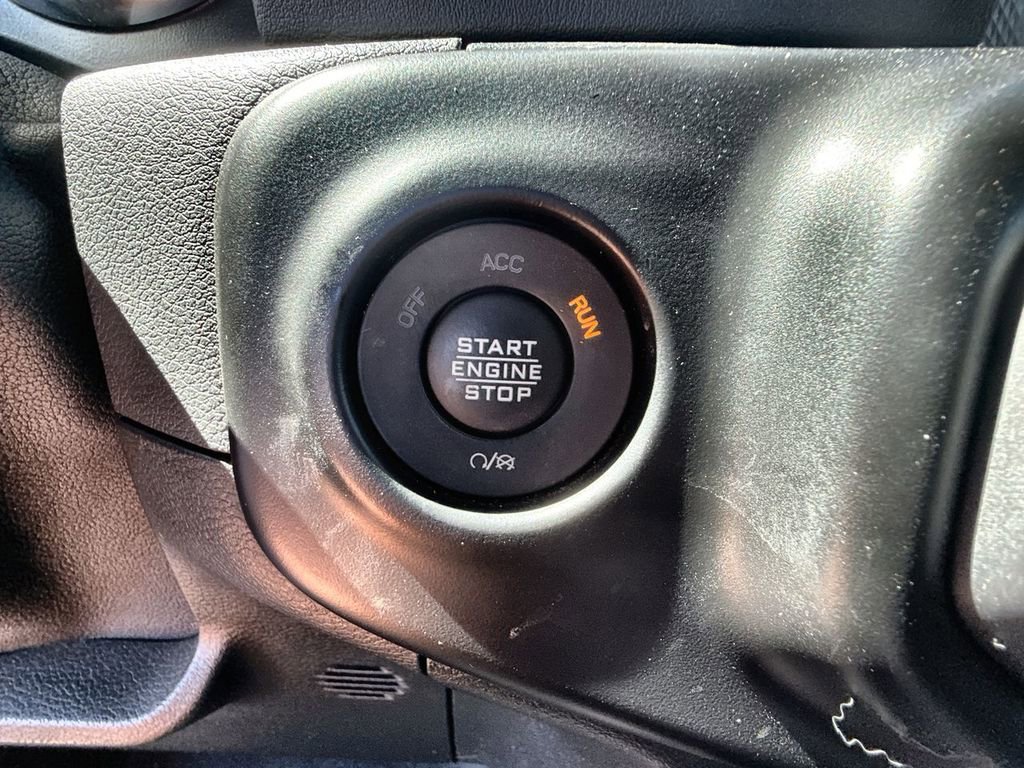 ACC
OFF
RUN
START
ENGINE
STOP